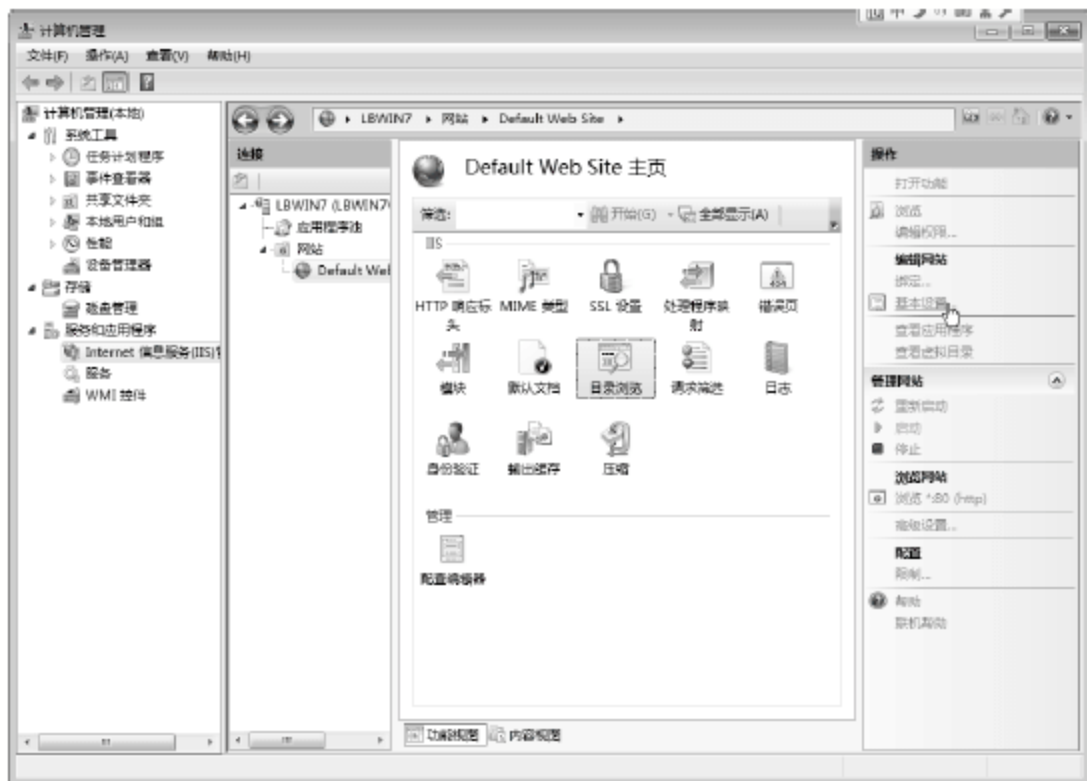 计算机管理
文件(F) 操作(A) 查看(V) 帮助(H)
计算机管理(本地)
系统工具
任务计划程序
事件查看器
共享文件夹
本地用户和组
性能
设备管理器
存储
磁盘管理
服务和应用程序
Internet 信息服务(IIS)管
服务
WMI 控件
LBWIN7 网站 Default Web Site
连接
LBWIN7 (LBWIN7\
应用程序池
网站
Default Wel
Default Web Site 主页
筛选: 开始(G) 全部显示(A)
IIS
HTTP 响应标头 MIME 类型 SSL 设置 处理程序映射 错误页
模块 默认文档 目录浏览 请求筛选 日志
身份验证 输出缓存 压缩
管理
配置编辑器
功能视图 内容视图
操作
打开功能
浏览
编辑权限...
编辑网站
绑定...
基本设置...
查看应用程序
查看虚拟目录
管理网站
重新启动
启动
停止
浏览网站
浏览 *:80 (http)
高级设置...
配置
限制...
帮助
联机帮助